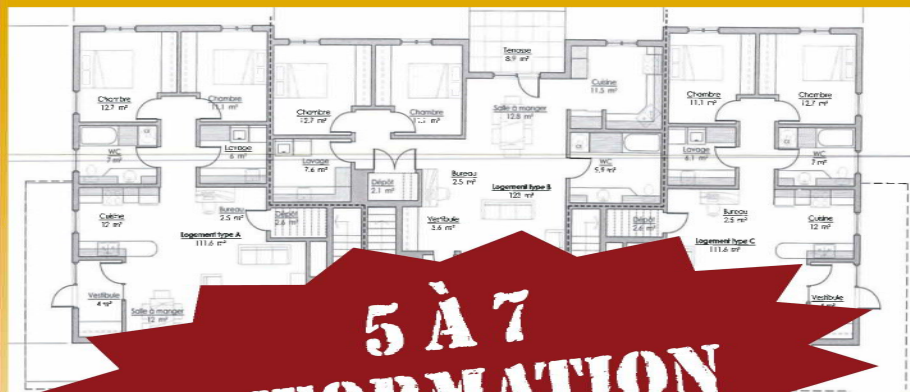 Terrasse
8.9 m²
Chambre
12.7 m²
Chambre
11.1 m²
Chambre
12.7 m²
Chambre
Salle à manger
12.8 m²
Cuisine
11.5 m²
Chambre
11.1 m²
Chambre
12.7 m²
WC
7 m²
Lavage
6 m²
Lavage
7.6 m²
Dépôt
2.1 m²
Bureau
2.5 m²
Logement type B
123 m²
WC
5.9 m²
Lavage
6.1 m²
WC
7 m²
Cuisine
12 m²
Bureau
2.5 m²
Logement type A
111.6 m²
Dépôt
2.6 m²
Vestibule
3.6 m²
Dépôt
2.6 m²
Bureau
2.5 m²
Logement type C
111.6 m²
Cuisine
12 m²
Vestibule
4 m²
Salle à manger
12 m²
Vestibule
5 À 7